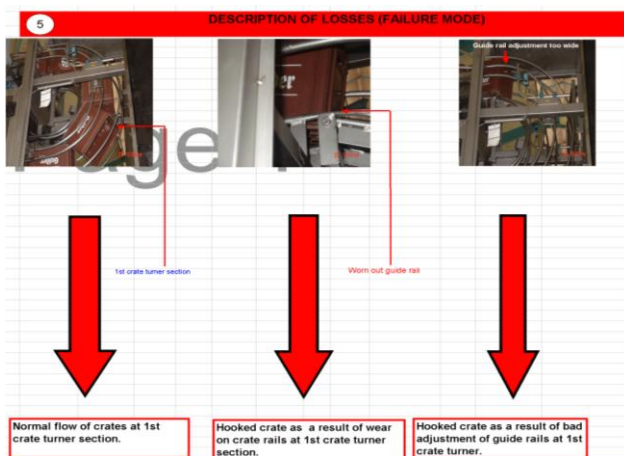 5
DESCRIPTION OF LOSSES (FAILURE MODE)
Guide rail adjustment too wide
Page
1st crate turner section
Worn out guide rail
Normal flow of crates at 1st
crate turner section.
Hooked crate as a result of wear
on crate rails at 1st crate turner
section.
Hooked crate as a result of bad
adjustment of guide rails at 1st
crate turner.